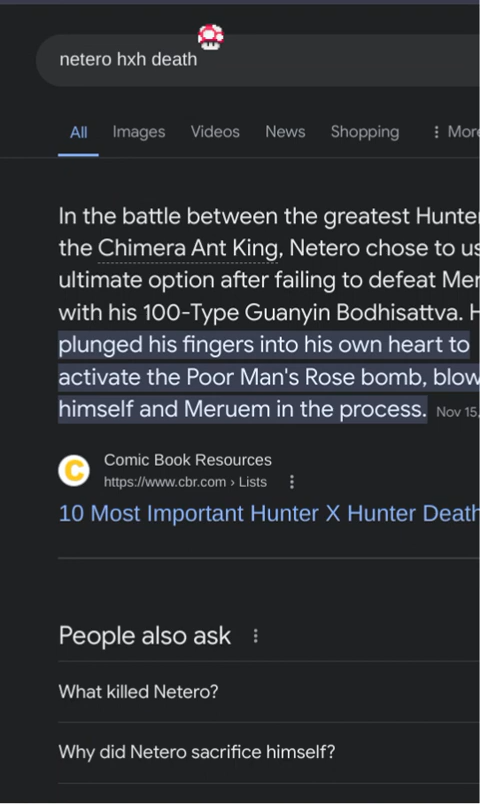 netero hxh death
All Images Videos News Shopping More
In the battle between the greatest Hunter
the Chimera Ant King, Netero chose to us
ultimate option after failing to defeat Mer
with his 100-Type Guanyin Bodhisattva. H
plunged his fingers into his own heart to
activate the Poor Man's Rose bomb, blow
himself and Meruem in the process. Nov 15,
Comic Book Resources
https://www.cbr.com › Lists
10 Most Important Hunter X Hunter Death
People also ask
What killed Netero?
Why did Netero sacrifice himself?